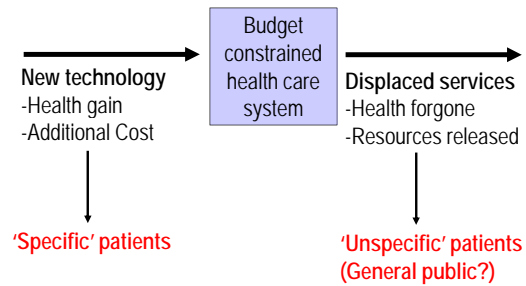 Budget
constrained
health care
system
New technology
-Health gain
-Additional Cost
Displaced services
-Health forgone
-Resources released
‘Specific’ patients
‘Unspecific’ patients
(General public?)